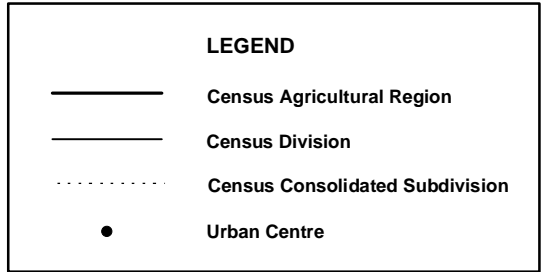 LEGEND
Census Agricultural Region
Census Division
Census Consolidated Subdivision
Urban Centre